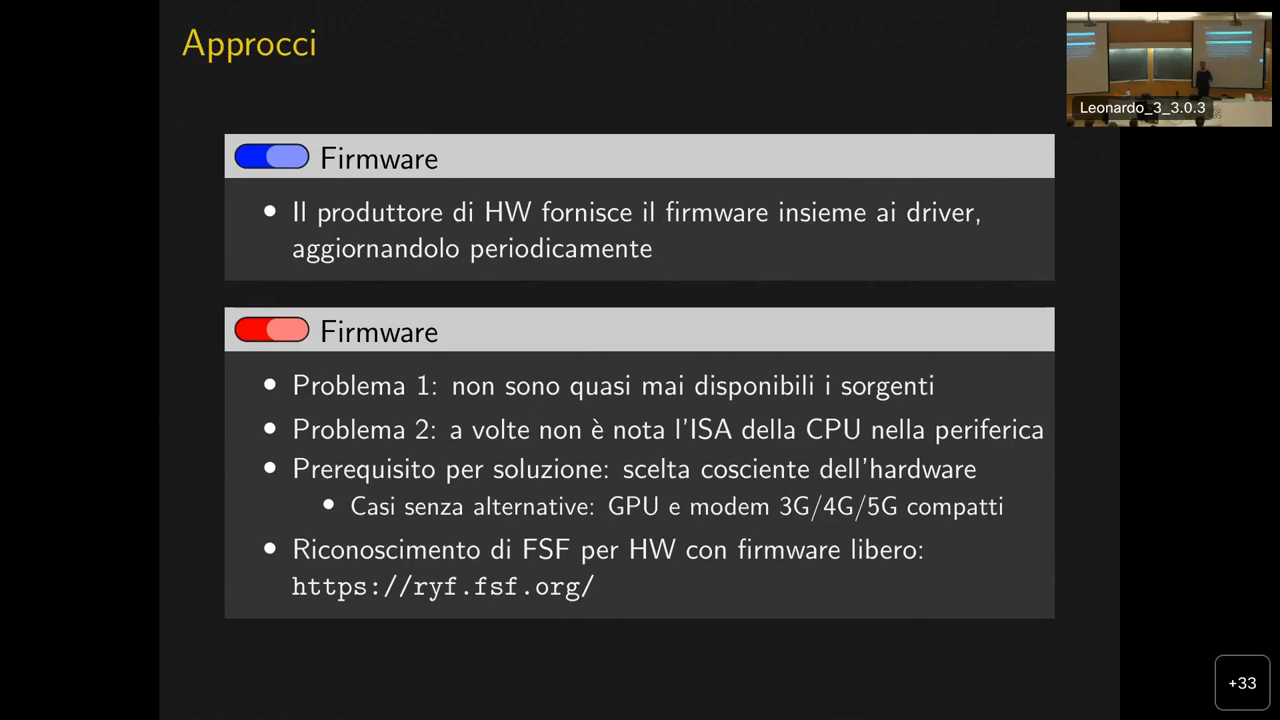 Approcci
Leonardo_3_3.0.3
Firmware
• Il produttore di HW fornisce il firmware insieme ai driver,
aggiornandolo periodicamente
Firmware
• Problema 1: non sono quasi mai disponibili i sorgenti
• Problema 2: a volte non è nota l'ISA della CPU nella periferica
• Prerequisito per soluzione: scelta cosciente dell'hardware
• Casi senza alternative: GPU e modem 3G/4G/5G compatti
• Riconoscimento di FSF per HW con firmware libero:
https://ryf.fsf.org/
+33